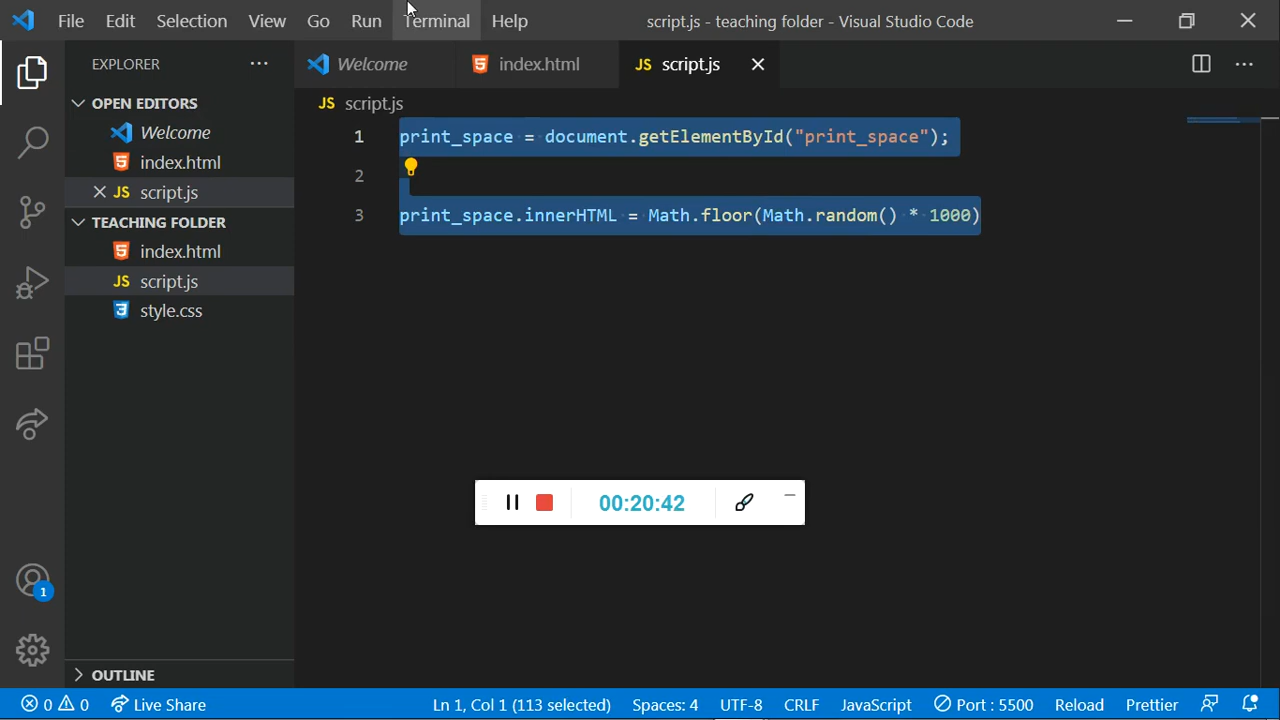 File Edit Selection View Go Run Terminal Help script.js - teaching folder - Visual Studio Code
EXPLORER
Welcome
index.html
JS script.js
OPEN EDITORS
Welcome
index.html
JS script.js
TEACHING FOLDER
index.html
JS script.js
style.css
OUTLINE
JS script.js
1 print_space = document.getElementById("print_space");
2
3 print_space.innerHTML = Math.floor(Math.random() * 1000)
00:20:42
1
0 0 Live Share Ln 1, Col 1 (113 selected) Spaces: 4 UTF-8 CRLF JavaScript Port : 5500 Reload Prettier